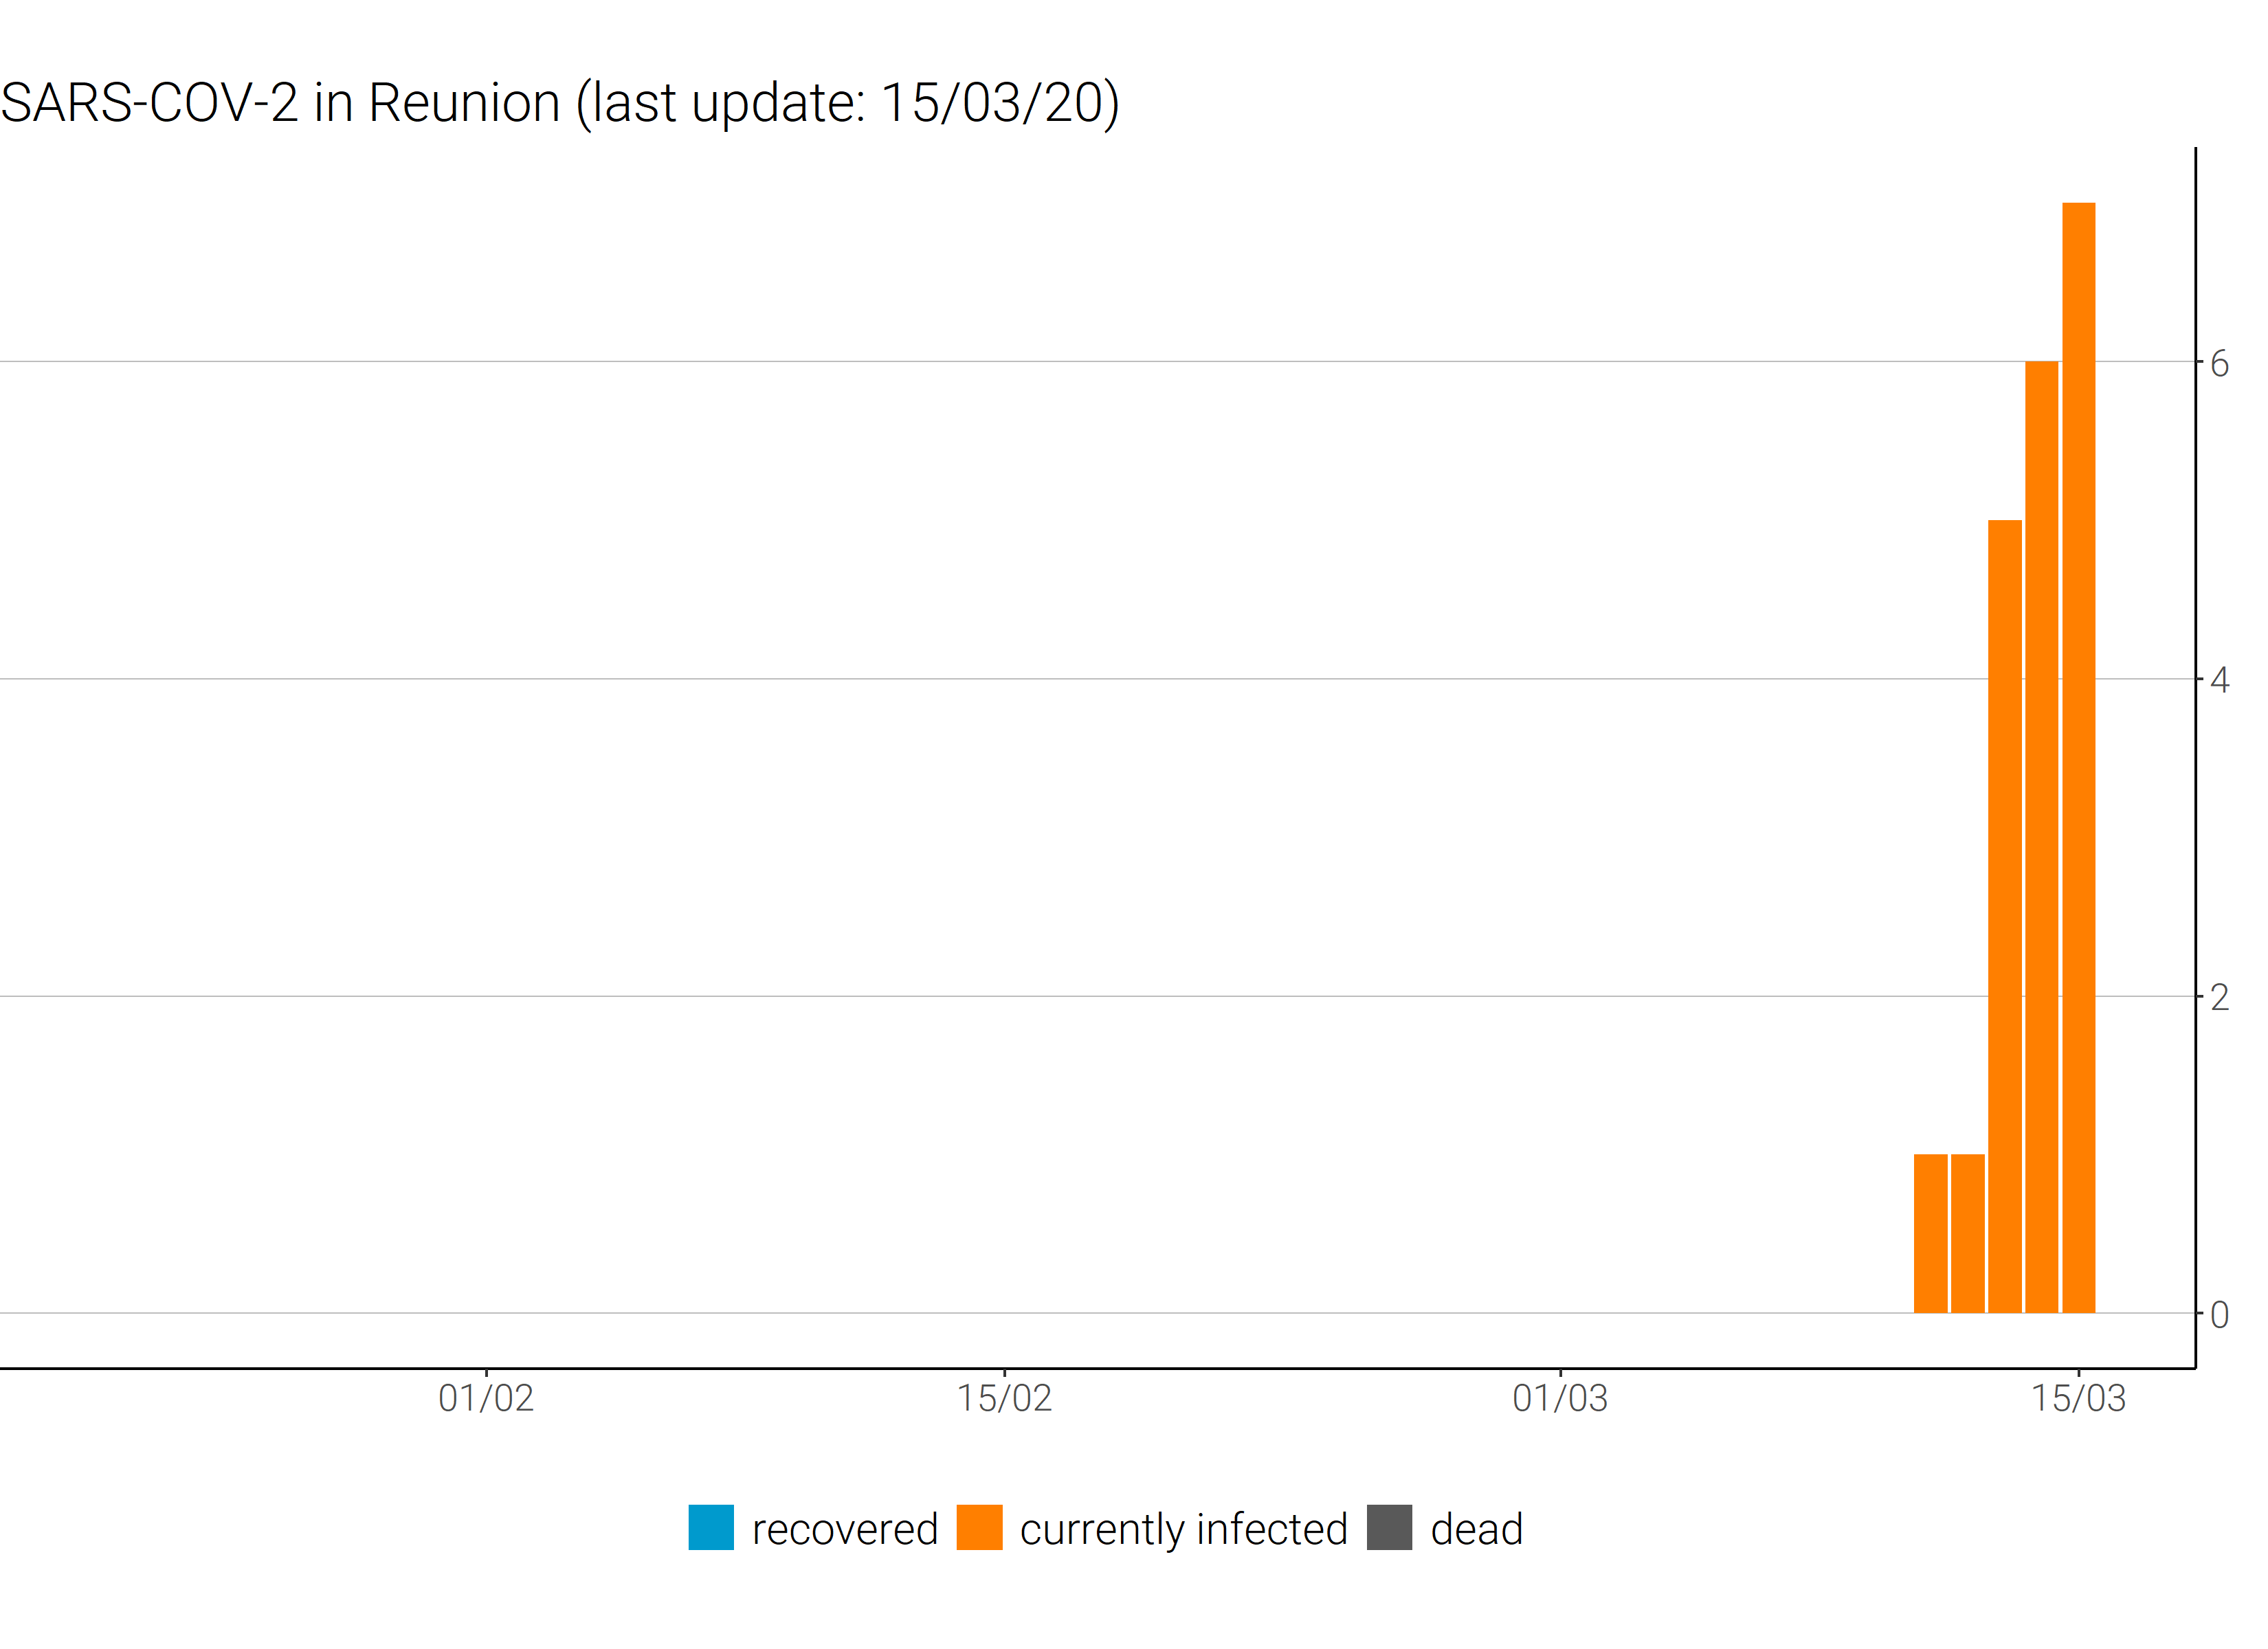 SARS-COV-2 in Reunion (last update: 15/03/20)
6
4
2
0
01/02 15/02 01/03 15/03
recovered currently infected dead